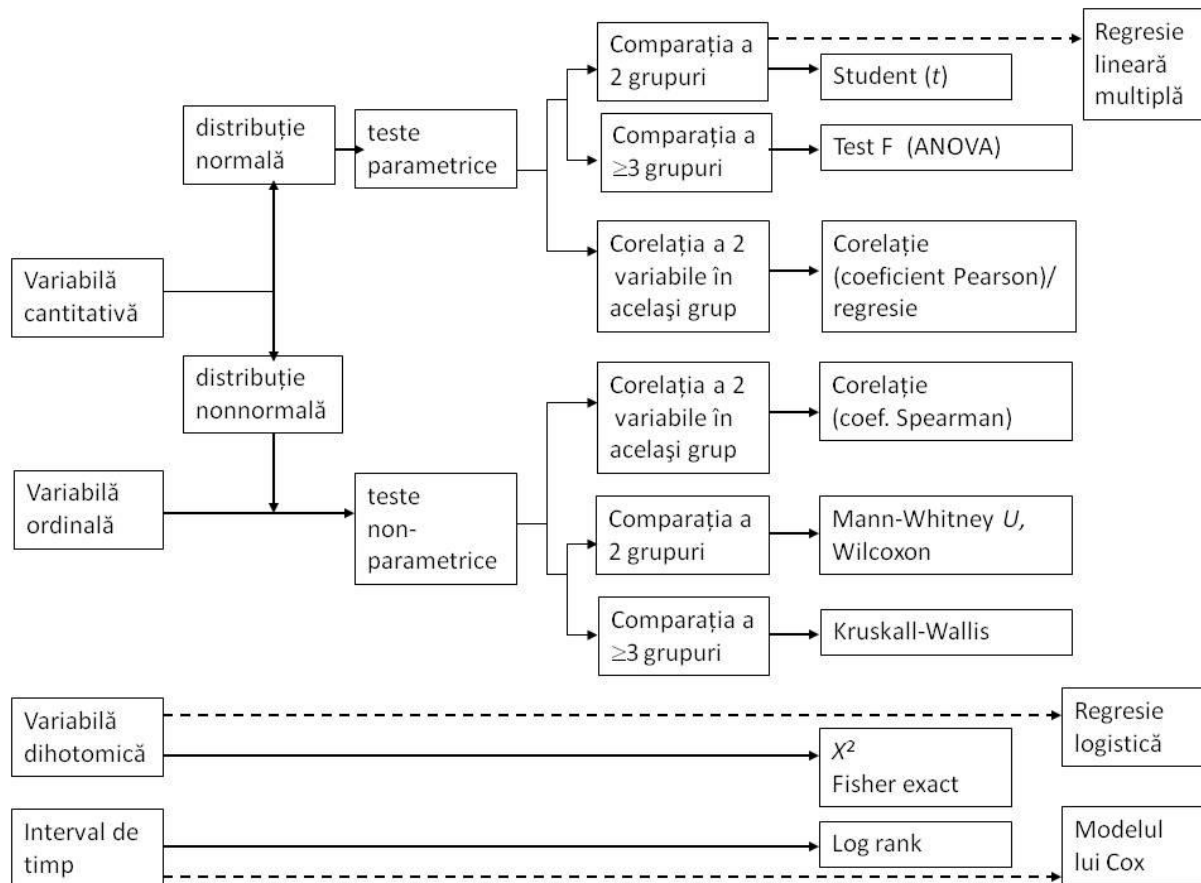 Comparația a
2 grupuri
Regresie
lineară
multiplă
Student (t)
distribuție
normală
teste
parametrice
Comparația a
≥3 grupuri
Test F (ANOVA)
Variabilă
cantitativă
Corelația a 2
variabile în
același grup
Corelație
(coeficient Pearson)/
regresie
distribuție
nonnormală
Corelația a 2
variabile în
același grup
Corelație
(coef. Spearman)
Variabilă
ordinală
teste
non-
parametrice
Comparația a
2 grupuri
Mann-Whitney U,
Wilcoxon
Comparația a
≥3 grupuri
Kruskall-Wallis
Variabilă
dihotomică
Regresie
logistică
X²
Fisher exact
Interval de
timp
Log rank
Modelul
lui Cox